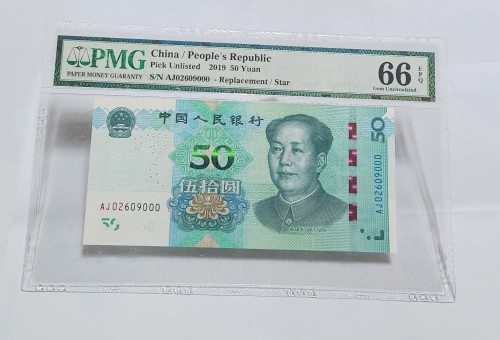 PMG
PAPER MONEY GUARANTY
China / People's Republic
Pick Unlisted 2019 50 Yuan
S/N AJ02609000 - Replacement / Star
66
EPQ
Gem Uncirculated
中国人民银行
50
伍拾圆
AJ02609000
50
50
AJ02609000